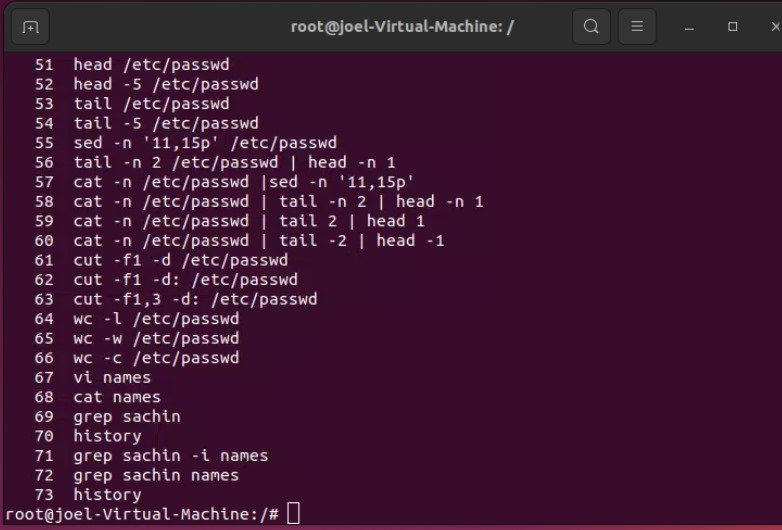 root@joel-Virtual-Machine: /
51 head /etc/passwd
52 head -5 /etc/passwd
53 tail /etc/passwd
54 tail -5 /etc/passwd
55 sed -n '11,15p' /etc/passwd
56 tail -n 2 /etc/passwd | head -n 1
57 cat -n /etc/passwd |sed -n '11,15p'
58 cat -n /etc/passwd | tail -n 2 | head -n 1
59 cat -n /etc/passwd | tail 2 | head 1
60 cat -n /etc/passwd | tail -2 | head -1
61 cut -f1 -d /etc/passwd
62 cut -f1 -d: /etc/passwd
63 cut -f1,3 -d: /etc/passwd
64 wc -l /etc/passwd
65 wc -w /etc/passwd
66 wc -c /etc/passwd
67 vi names
68 cat names
69 grep sachin
70 history
71 grep sachin -i names
72 grep sachin names
73 history
root@joel-Virtual-Machine:/#